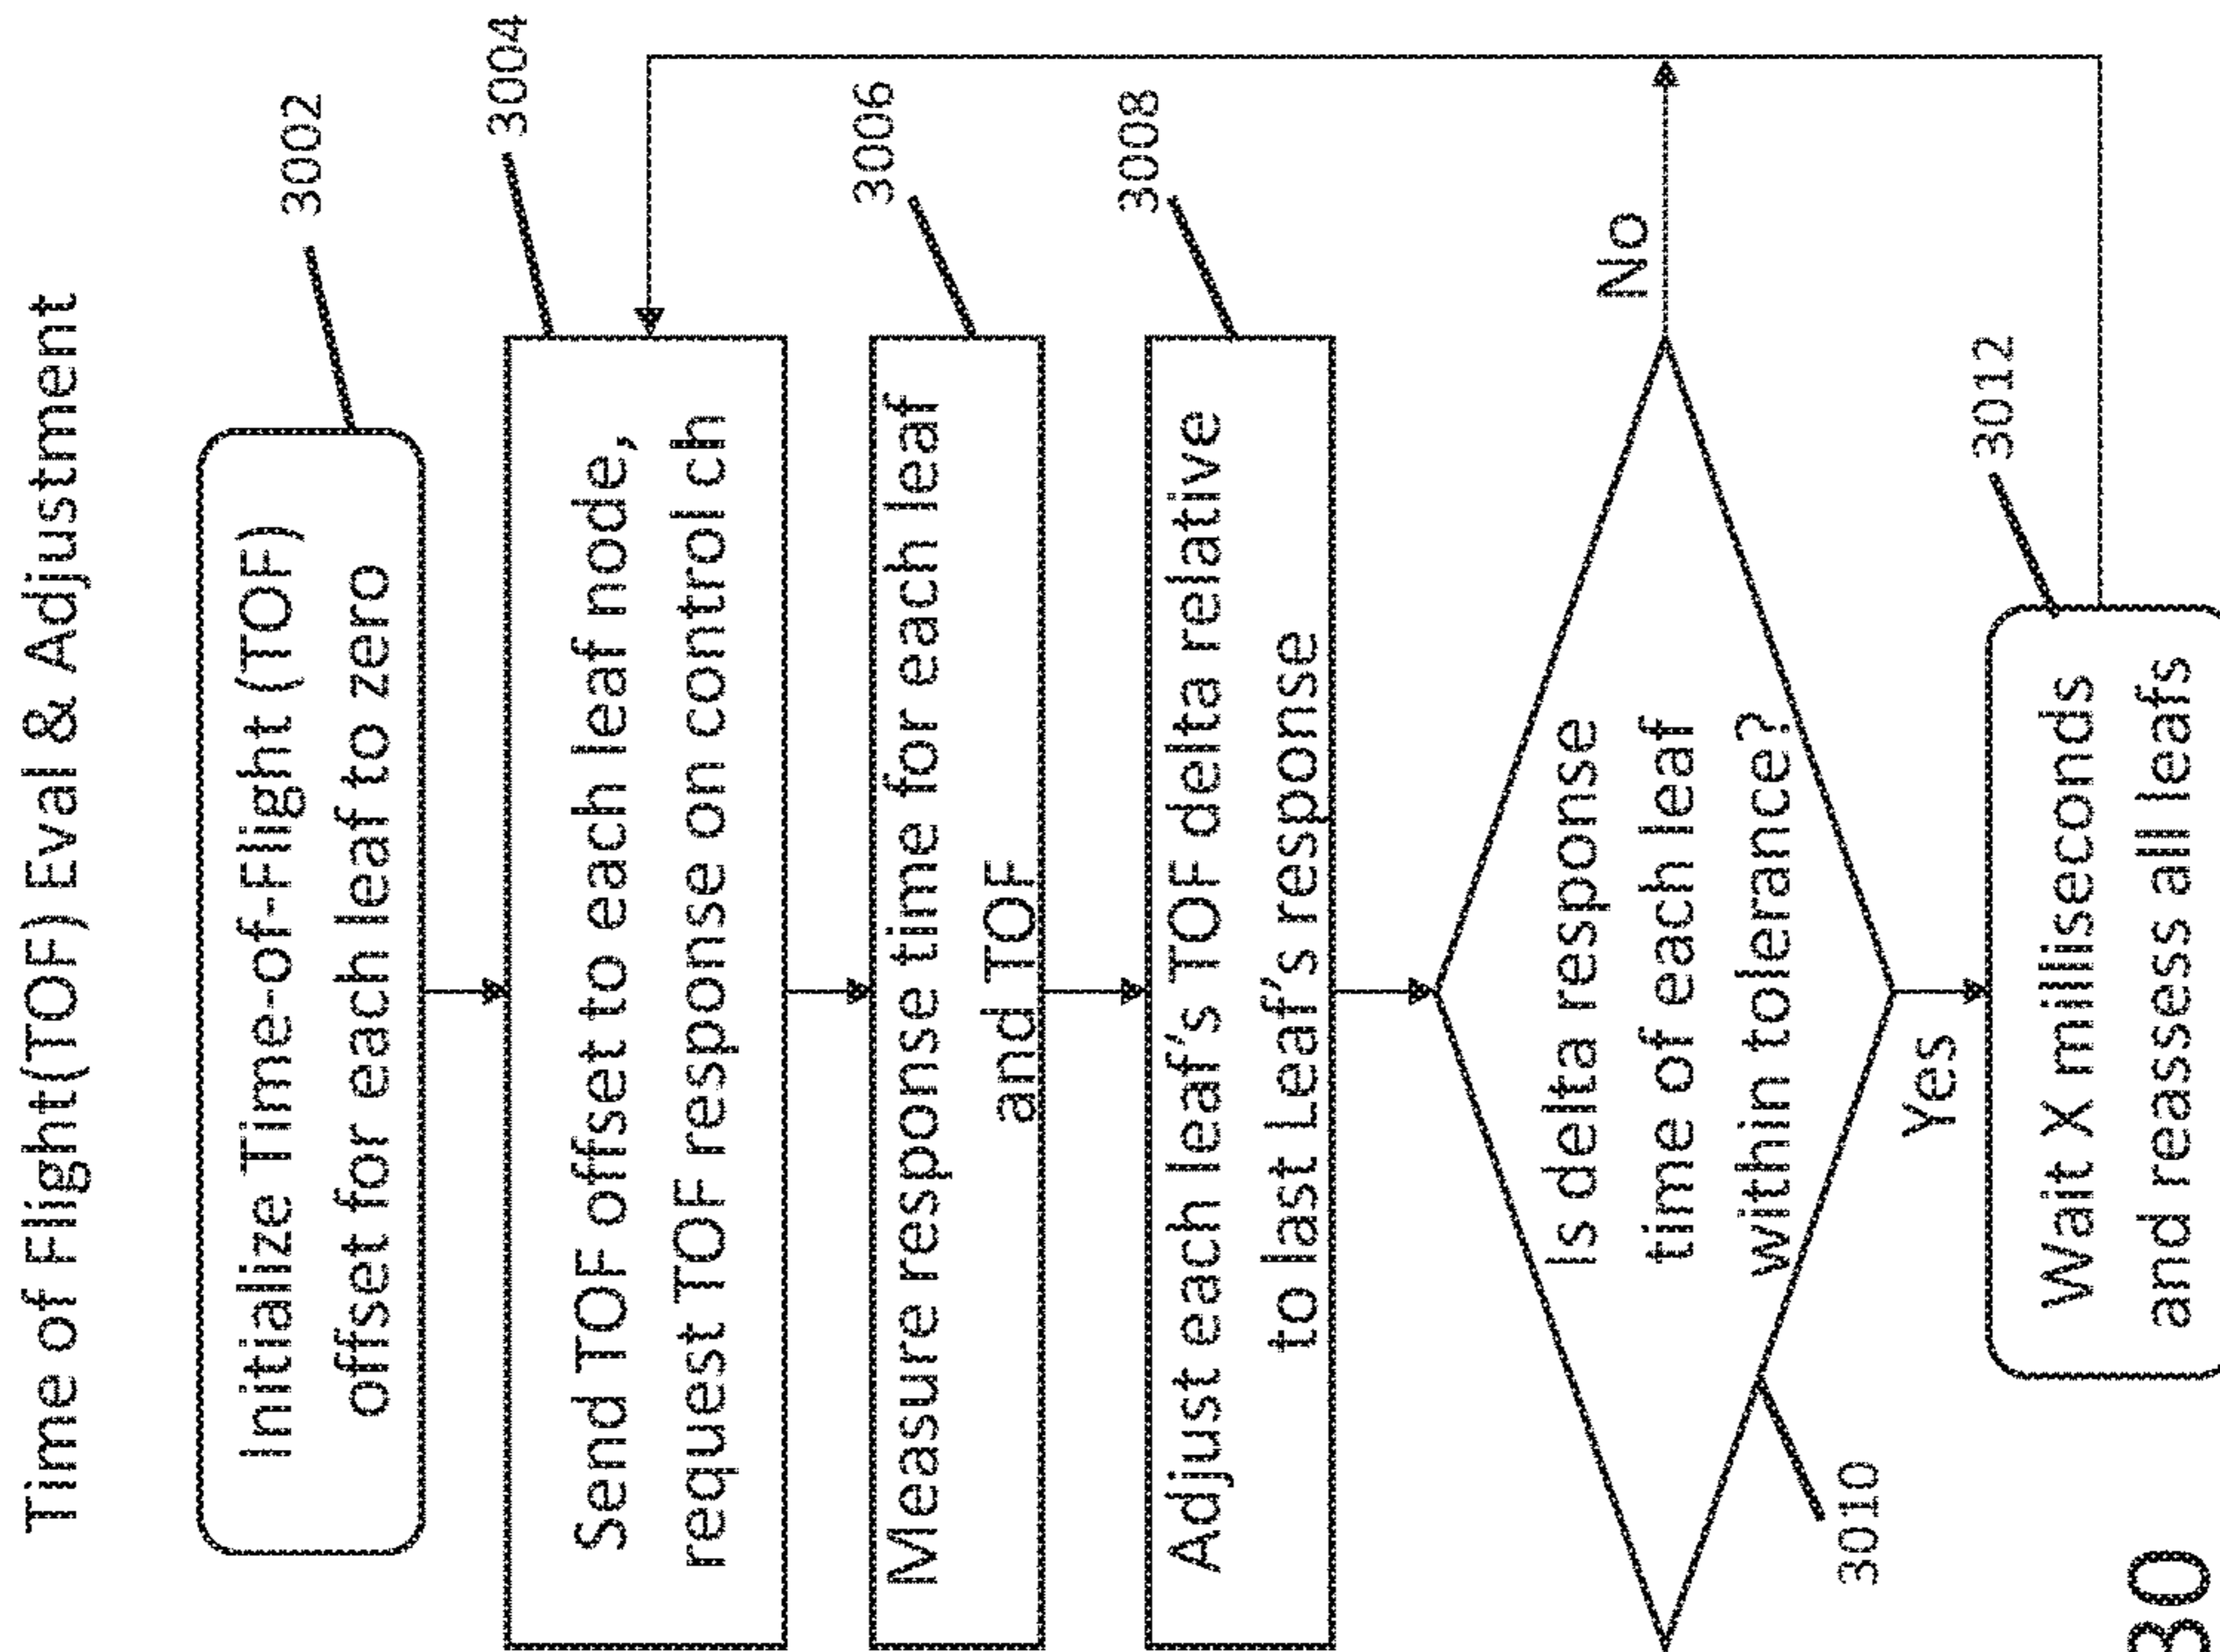 Time of Flight(TOF) Eval & Adjustment
3002
Initialize Time-of-Flight (TOF)
offset for each leaf to zero
3004
Send TOF offset to each leaf node,
request TOF response on control ch
3006
Measure response time for each leaf
and TOF
3008
Adjust each leaf's TOF delta relative
to last Leaf's response
Is delta response
time of each leaf
within tolerance?
No
3010
Yes
3012
Wait X milliseconds
and reassess all leafs
30